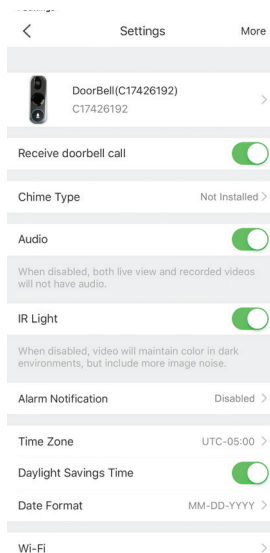 Settings
More
DoorBell(C17426192)
C17426192
Receive doorbell call
Chime Type
Not Installed
Audio
When disabled, both live view and recorded videos
will not have audio.
IR Light
When disabled, video will maintain color in dark
environments, but include more image noise.
Alarm Notification
Disabled
Time Zone
UTC-05:00
Daylight Savings Time
Date Format
MM-DD-YYYY
Wi-Fi